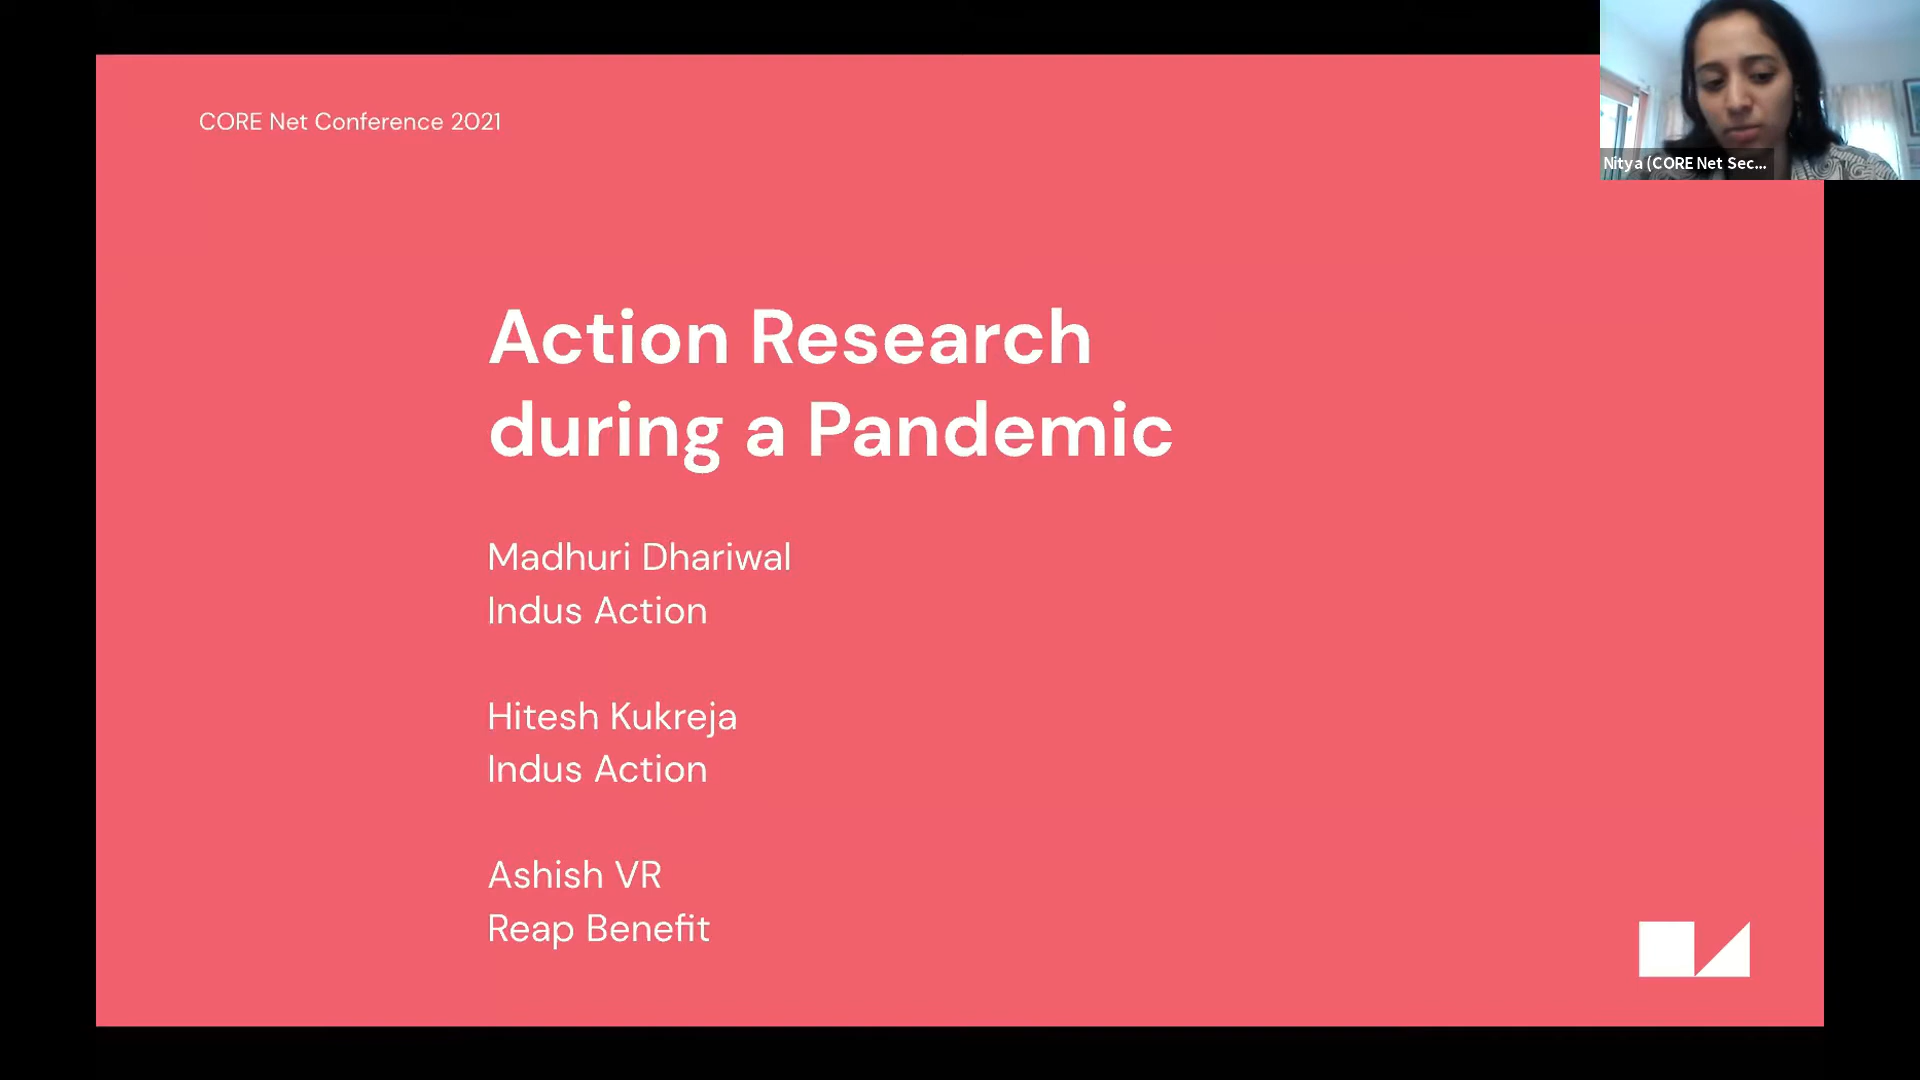 CORE Net Conference 2021
Nitya (CORE Net Sec...
Action Research
during a Pandemic
Madhuri Dhariwal
Indus Action
Hitesh Kukreja
Indus Action
Ashish VR
Reap Benefit